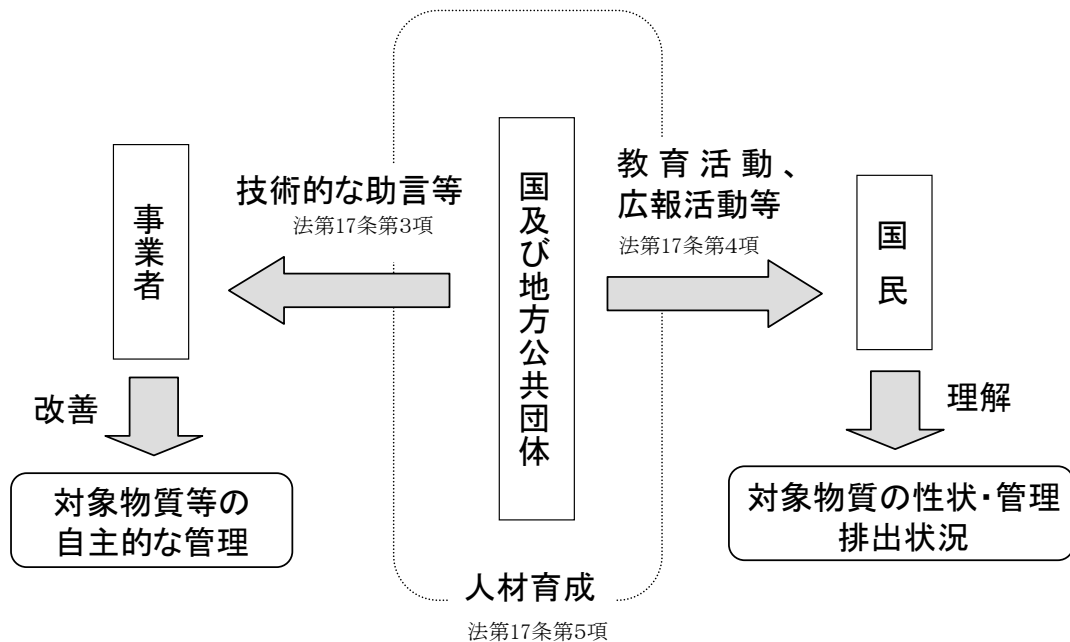 事業者
技術的な助言等
法第17条第3項
国及び地方公共団体
教育活動、
広報活動等
法第17条第4項
国民
改善
理解
対象物質等の
自主的な管理
対象物質の性状・管理
排出状況
人材育成
法第17条第5項